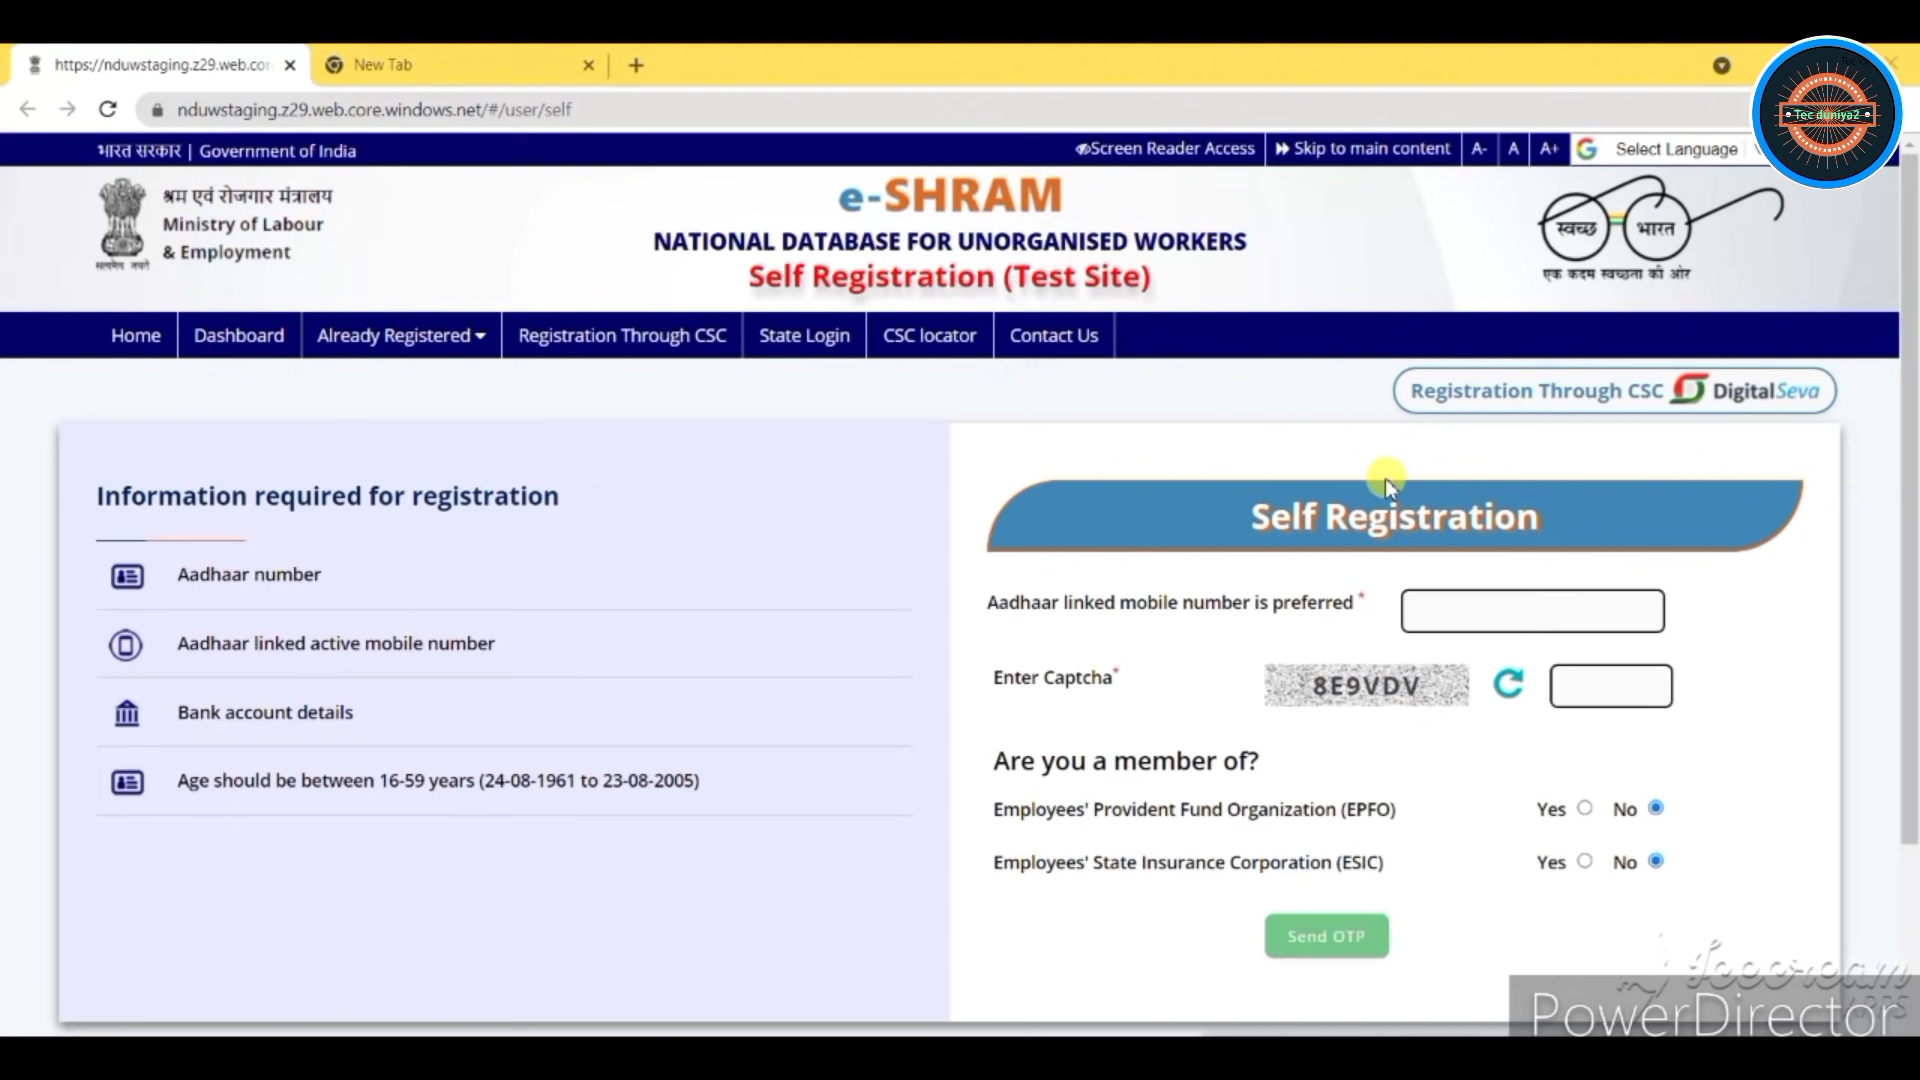 https://nduwstaging.z29.web.cor
New Tab
nduwstaging.z29.web.core.windows.net/#/user/self
Tec duniya2
भारत सरकार | Government of India
Screen Reader Access
Skip to main content
A-
A
A+
Select Language
श्रम एवं रोजगार मंत्रालय
Ministry of Labour
& Employment
सत्यमेव जयते
e-SHRAM
NATIONAL DATABASE FOR UNORGANISED WORKERS
Self Registration (Test Site)
स्वच्छ भारत
एक कदम स्वच्छता की ओर
Home
Dashboard
Already Registered
Registration Through CSC
State Login
CSC locator
Contact Us
Registration Through CSC DigitalSeva
Information required for registration
Aadhaar number
Aadhaar linked active mobile number
Bank account details
Age should be between 16-59 years (24-08-1961 to 23-08-2005)
Self Registration
Aadhaar linked mobile number is preferred *
Enter Captcha*
8E9VDV
Are you a member of?
Employees' Provident Fund Organization (EPFO) Yes No
Employees' State Insurance Corporation (ESIC) Yes No
Send OTP
Icecream
PowerDirector